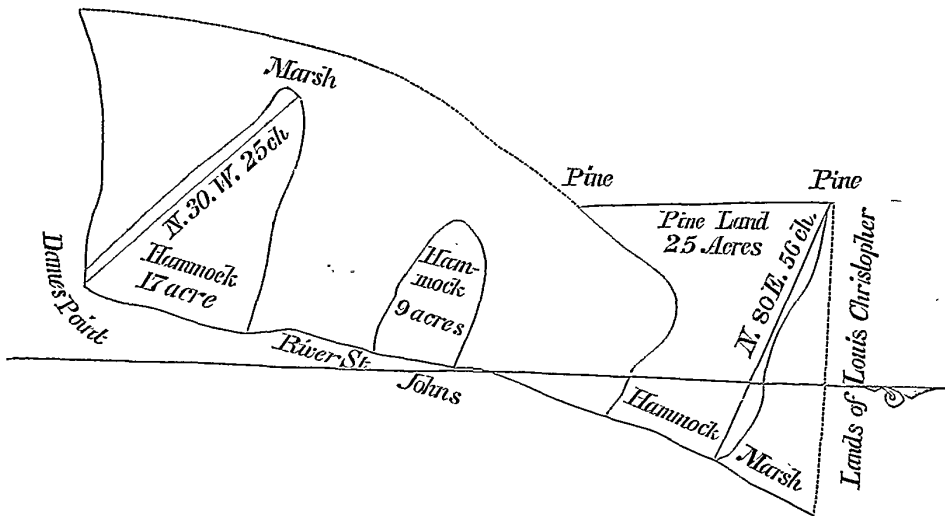 Marsh
N. 30. W. 25 ch
Pine
Pine
Pine Land
25 Acres
Dames Point
Hammock
17 acre
Ham-
mock
9 acres
N. 80 E. 56 ch.
Lands of Louis Chrislopher
River St.
Johns
Hammock
Marsh